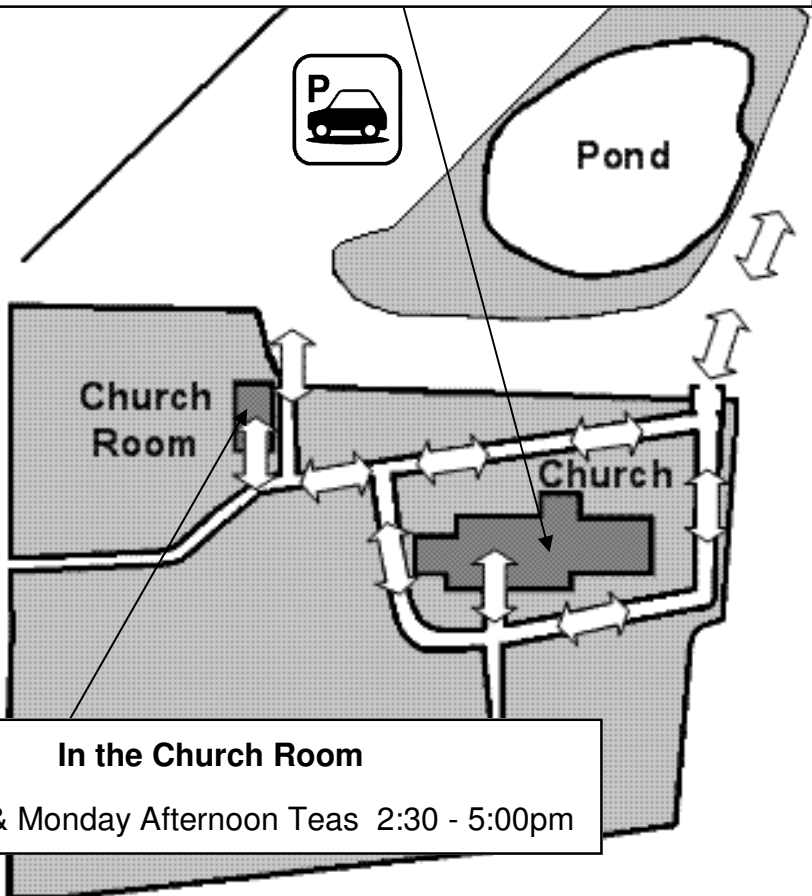 P
Pond
Church
Room
Church
In the Church Room
& Monday Afternoon Teas 2:30 - 5:00pm